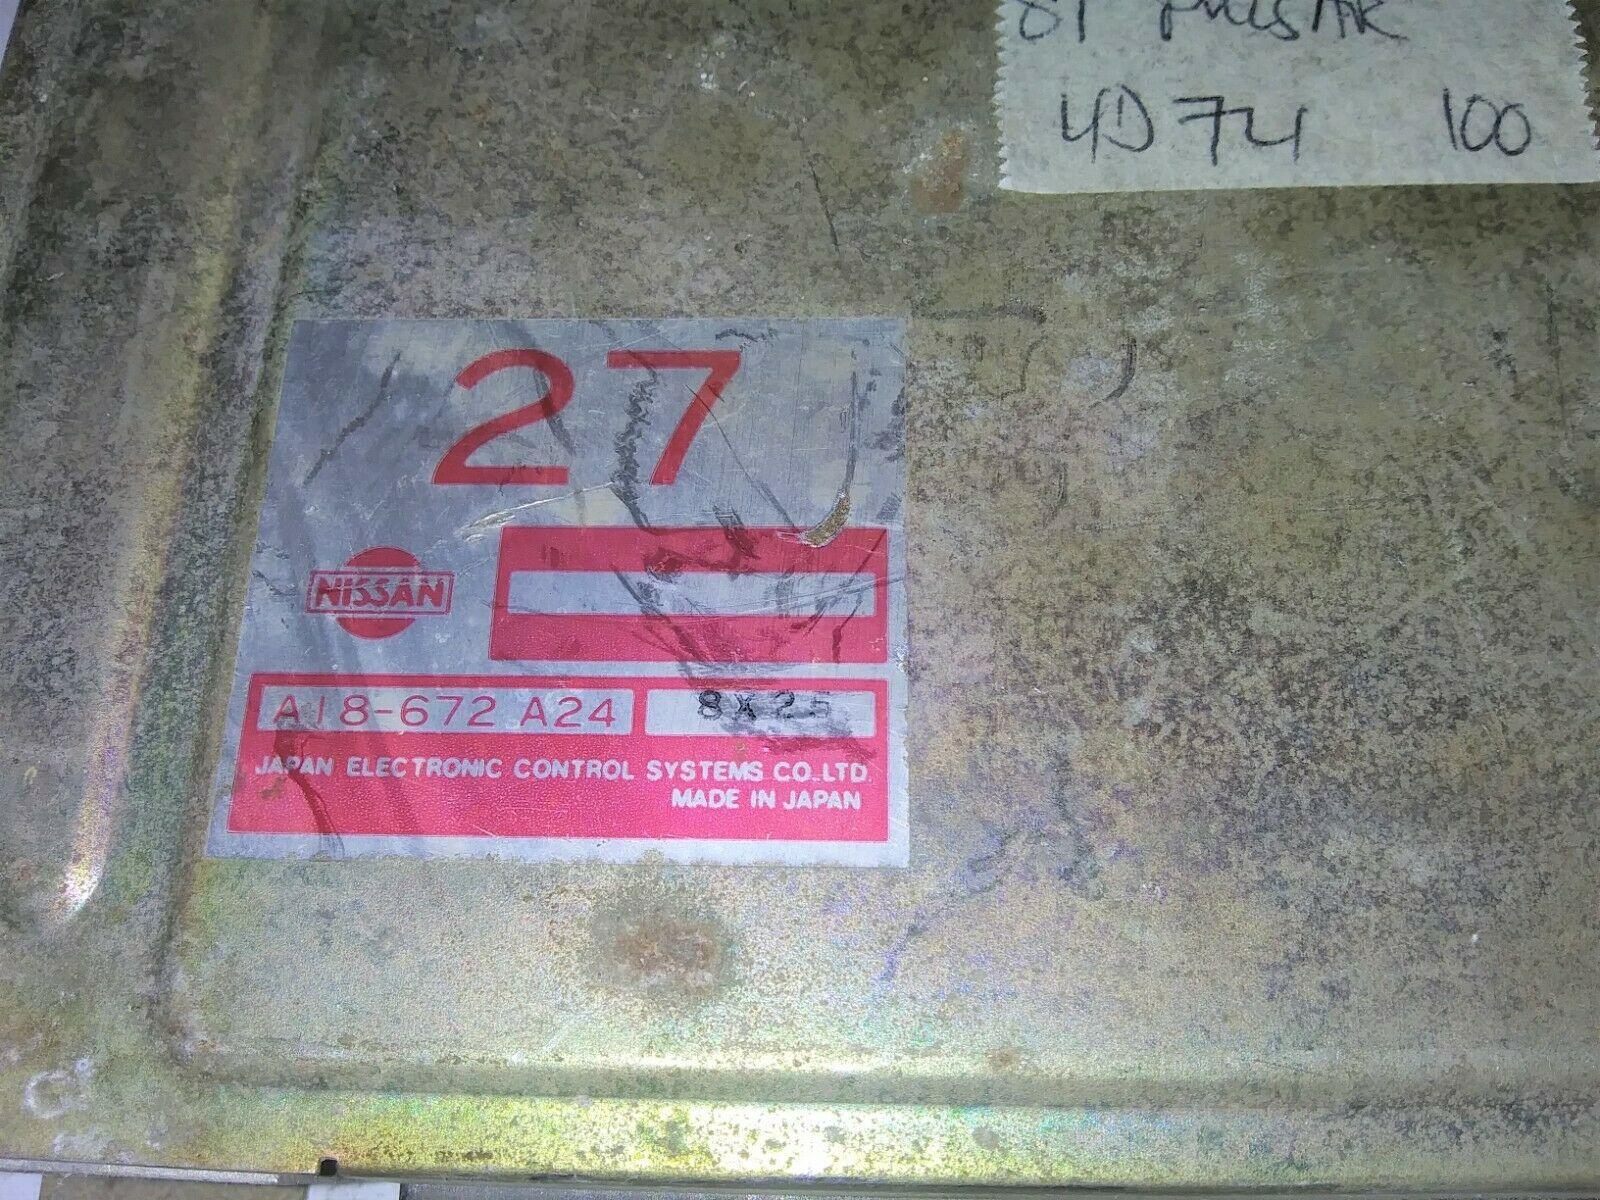 4D74 100
27
NISSAN
A18-672 A24 8X25
JAPAN ELECTRONIC CONTROL SYSTEMS CO.,LTD.
MADE IN JAPAN